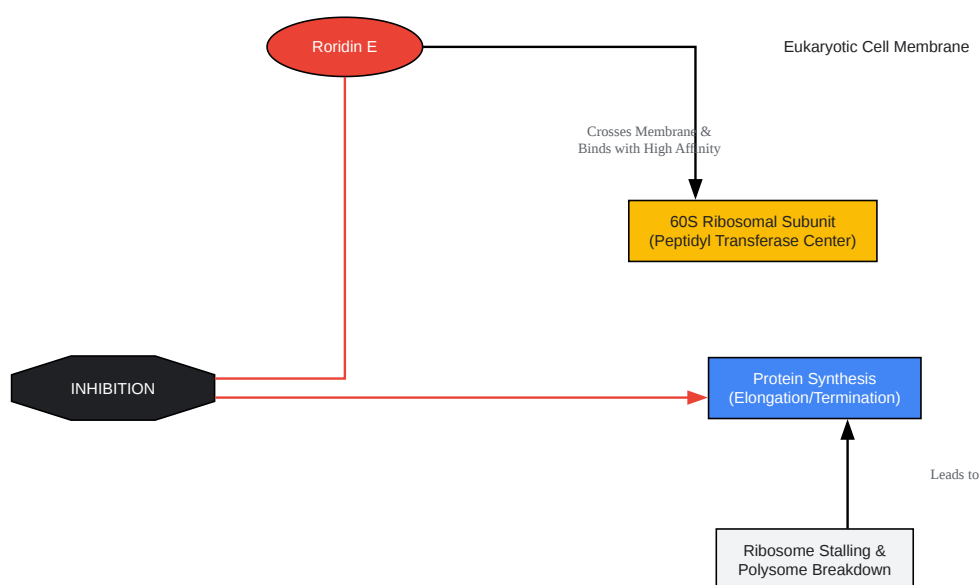 Roridin E
Eukaryotic Cell Membrane
Crosses Membrane &
Binds with High Affinity
60S Ribosomal Subunit
(Peptidyl Transferase Center)
INHIBITION
Protein Synthesis
(Elongation/Termination)
Leads to
Ribosome Stalling &
Polysome Breakdown